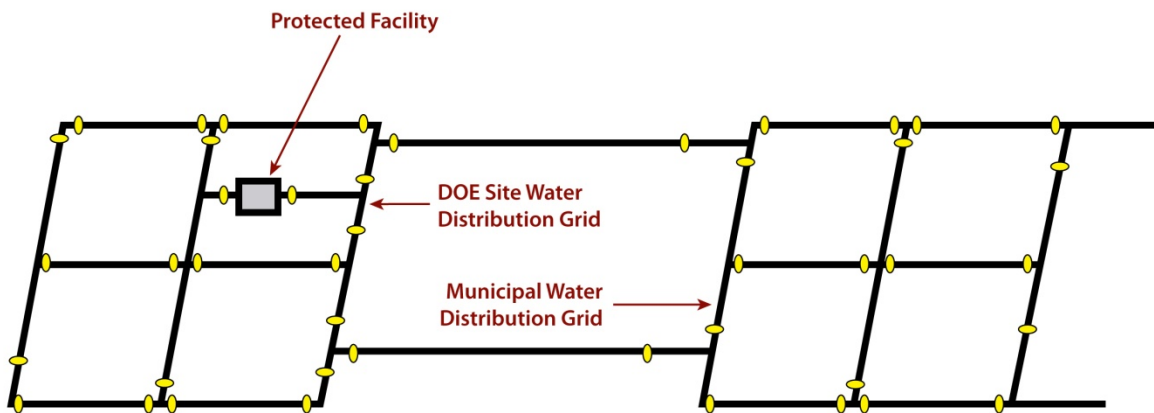 Protected Facility
DOE Site Water
Distribution Grid
Municipal Water
Distribution Grid